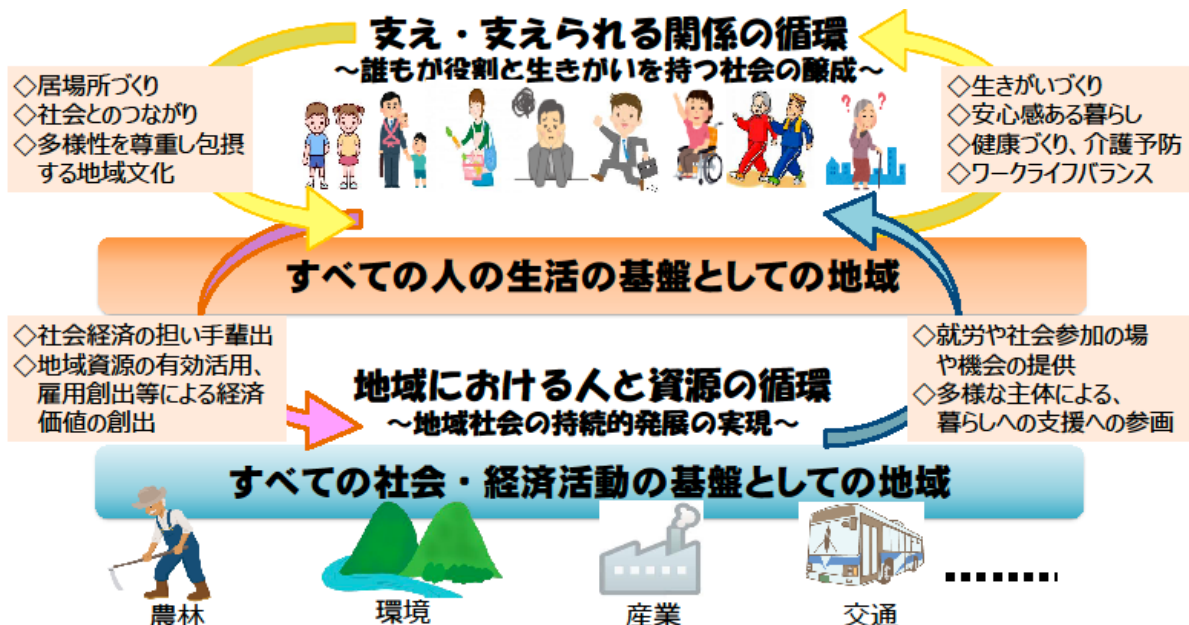 支え・支えられる関係の循環
～誰もが役割と生きがいを持つ社会の醸成～
◇居場所づくり
◇社会とのつながり
◇多様性を尊重し包摂
する地域文化
◇生きがいづくり
◇安心感ある暮らし
◇健康づくり、介護予防
◇ワークライフバランス
? ?
すべての人の生活の基盤としての地域
◇社会経済の担い手輩出
◇地域資源の有効活用、
雇用創出等による経済
価値の創出
地域における人と資源の循環
～地域社会の持続的発展の実現～
◇就労や社会参加の場
や機会の提供
◇多様な主体による、
暮らしへの支援への参画
すべての社会・経済活動の基盤としての地域
農林
環境
産業
交通